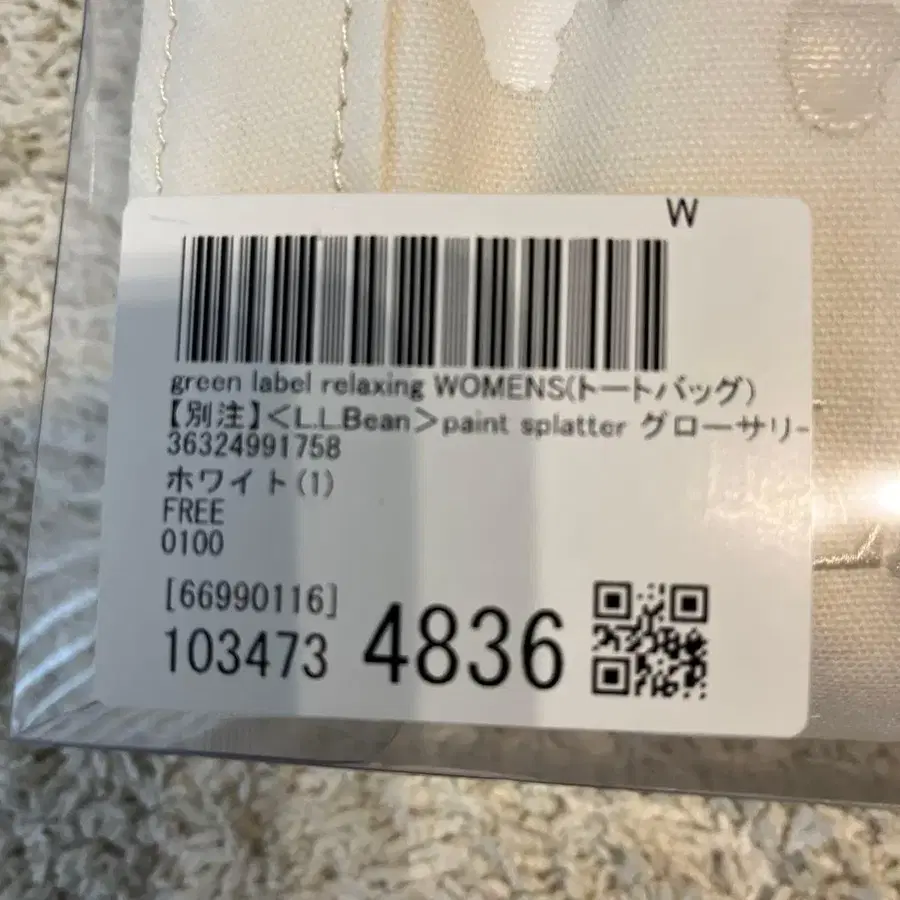 W
green label relaxing WOMENS(トートバッグ)
【別注】<L.L.Bean>paint splatter グローサリー
36324991758
ホワイト(1)
FREE
0100
[66990116]
103473 4836